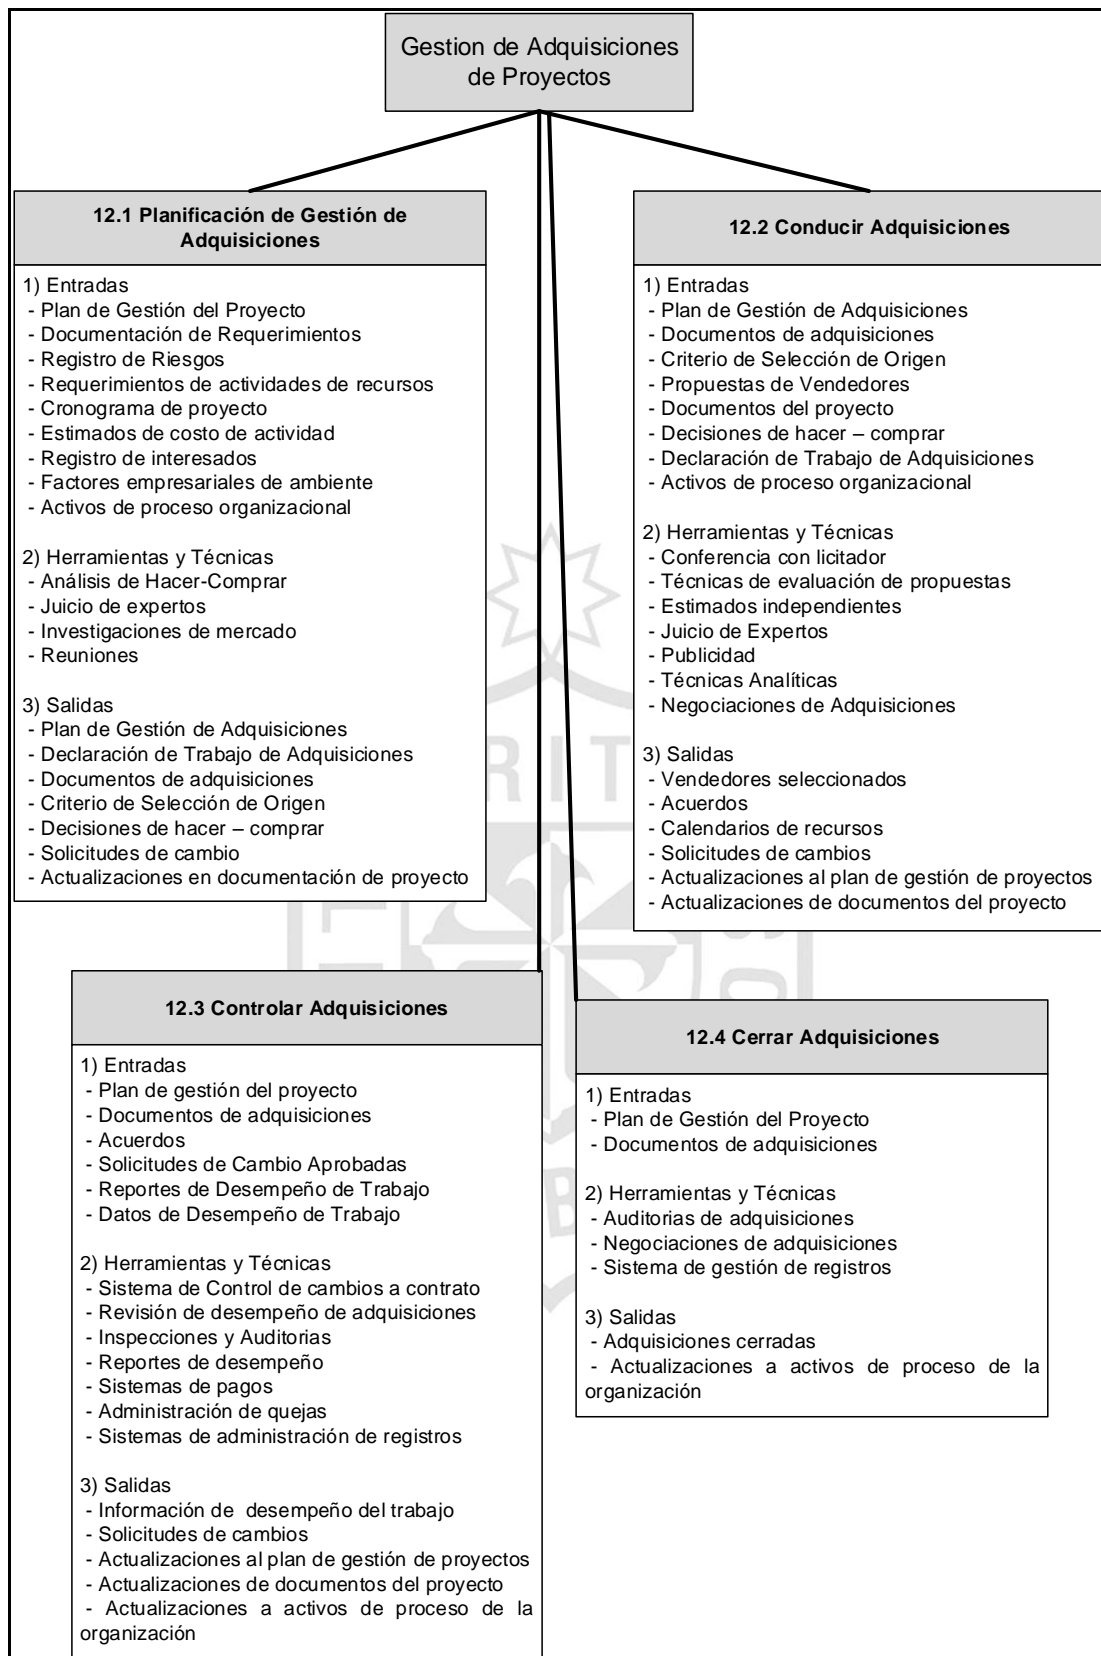 Gestion de Adquisiciones
de Proyectos
12.1 Planificación de Gestión de
Adquisiciones
1) Entradas
- Plan de Gestión del Proyecto
- Documentación de Requerimientos
- Registro de Riesgos
- Requerimientos de actividades de recursos
- Cronograma de proyecto
- Estimados de costo de actividad
- Registro de interesados
- Factores empresariales de ambiente
- Activos de proceso organizacional
2) Herramientas y Técnicas
- Análisis de Hacer-Comprar
- Juicio de expertos
- Investigaciones de mercado
- Reuniones
3) Salidas
- Plan de Gestión de Adquisiciones
- Declaración de Trabajo de Adquisiciones
- Documentos de adquisiciones
- Criterio de Selección de Origen
- Decisiones de hacer – comprar
- Solicitudes de cambio
- Actualizaciones en documentación de proyecto
12.2 Conducir Adquisiciones
1) Entradas
- Plan de Gestión de Adquisiciones
- Documentos de adquisiciones
- Criterio de Selección de Origen
- Propuestas de Vendedores
- Documentos del proyecto
- Decisiones de hacer – comprar
- Declaración de Trabajo de Adquisiciones
- Activos de proceso organizacional
2) Herramientas y Técnicas
- Conferencia con licitador
- Técnicas de evaluación de propuestas
- Estimados independientes
- Juicio de Expertos
- Publicidad
- Técnicas Analíticas
- Negociaciones de Adquisiciones
3) Salidas
- Vendedores seleccionados
- Acuerdos
- Calendarios de recursos
- Solicitudes de cambios
- Actualizaciones al plan de gestión de proyectos
- Actualizaciones de documentos del proyecto
12.3 Controlar Adquisiciones
1) Entradas
- Plan de gestión del proyecto
- Documentos de adquisiciones
- Acuerdos
- Solicitudes de Cambio Aprobadas
- Reportes de Desempeño de Trabajo
- Datos de Desempeño de Trabajo
2) Herramientas y Técnicas
- Sistema de Control de cambios a contrato
- Revisión de desempeño de adquisiciones
- Inspecciones y Auditorias
- Reportes de desempeño
- Sistemas de pagos
- Administración de quejas
- Sistemas de administración de registros
3) Salidas
- Información de desempeño del trabajo
- Solicitudes de cambios
- Actualizaciones al plan de gestión de proyectos
- Actualizaciones de documentos del proyecto
- Actualizaciones a activos de proceso de la
organización
12.4 Cerrar Adquisiciones
1) Entradas
- Plan de Gestión del Proyecto
- Documentos de adquisiciones
2) Herramientas y Técnicas
- Auditorias de adquisiciones
- Negociaciones de adquisiciones
- Sistema de gestión de registros
3) Salidas
- Adquisiciones cerradas
- Actualizaciones a activos de proceso de la
organización